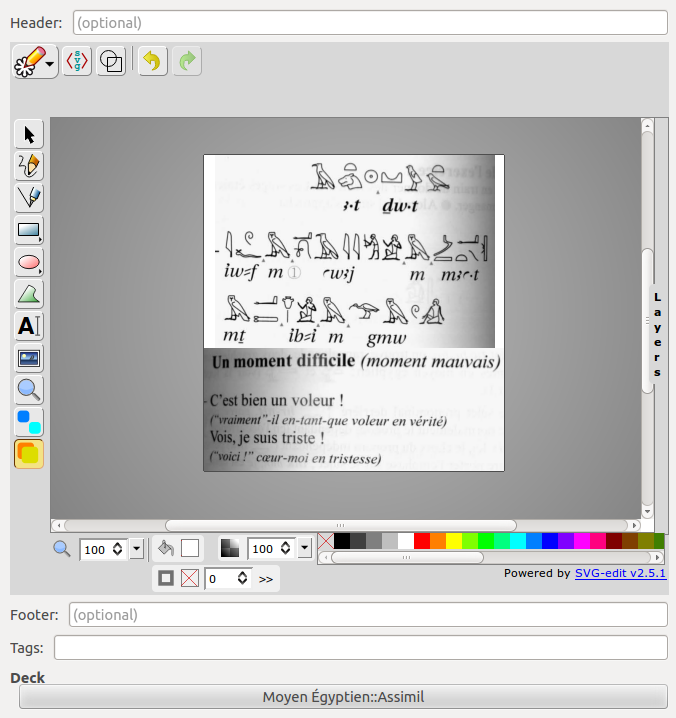 Header: (optional)
ꜣ·t ḏw·t
iw=f m ① ꜥwꜣj m mꜣꜥ·t
mṯ ib=i m gmw
Un moment difficile (moment mauvais)
- C'est bien un voleur !
("vraiment"-il en-tant-que voleur en vérité)
Vois, je suis triste !
("voici !" cœur-moi en tristesse)
Layers
100
100
0 >>
Powered by SVG-edit v2.5.1
Footer: (optional)
Tags:
Deck
Moyen Égyptien::Assimil